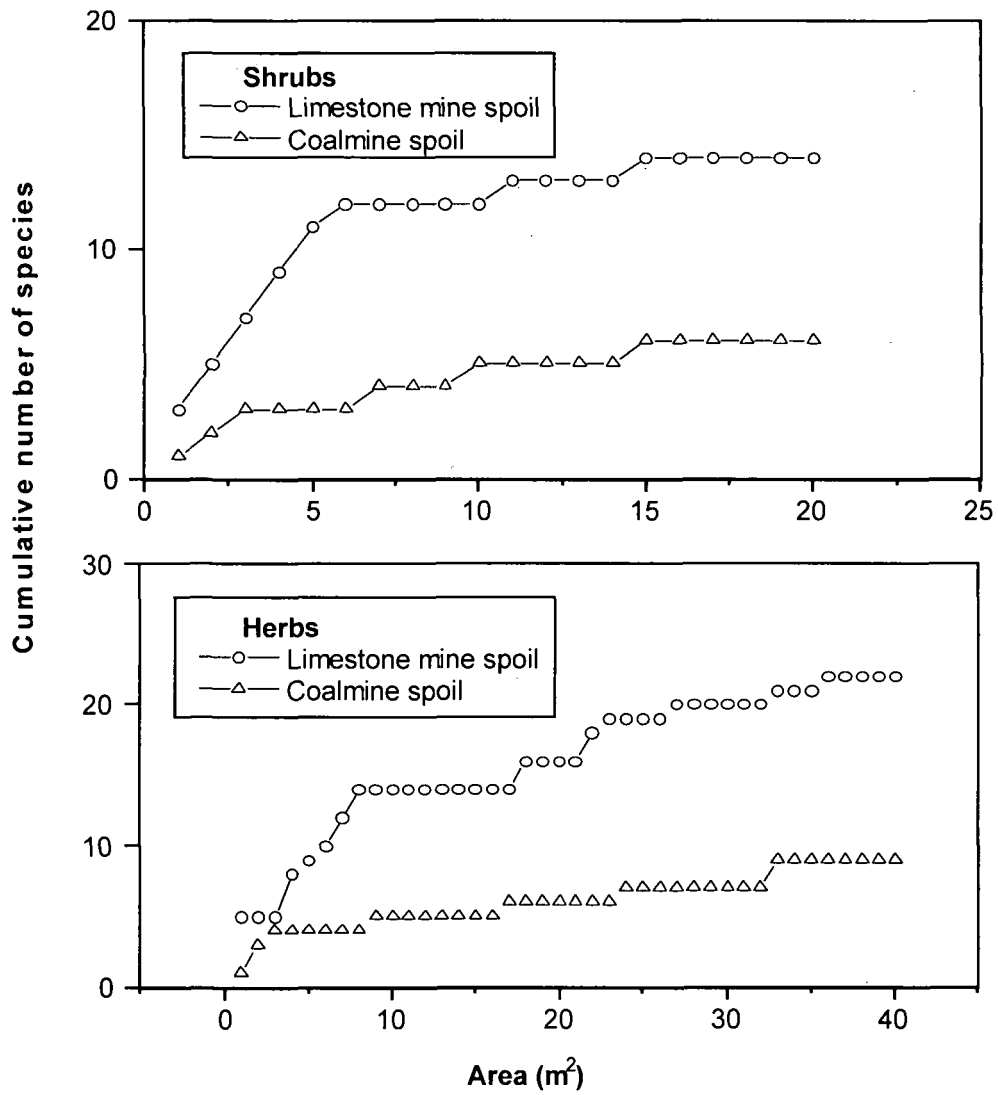 Cumulative number of species
20
10
0
Shrubs
Limestone mine spoil
Coalmine spoil
0 5 10 15 20 25
30
20
10
0
Herbs
Limestone mine spoil
Coalmine spoil
0 10 20 30 40
Area (m²)